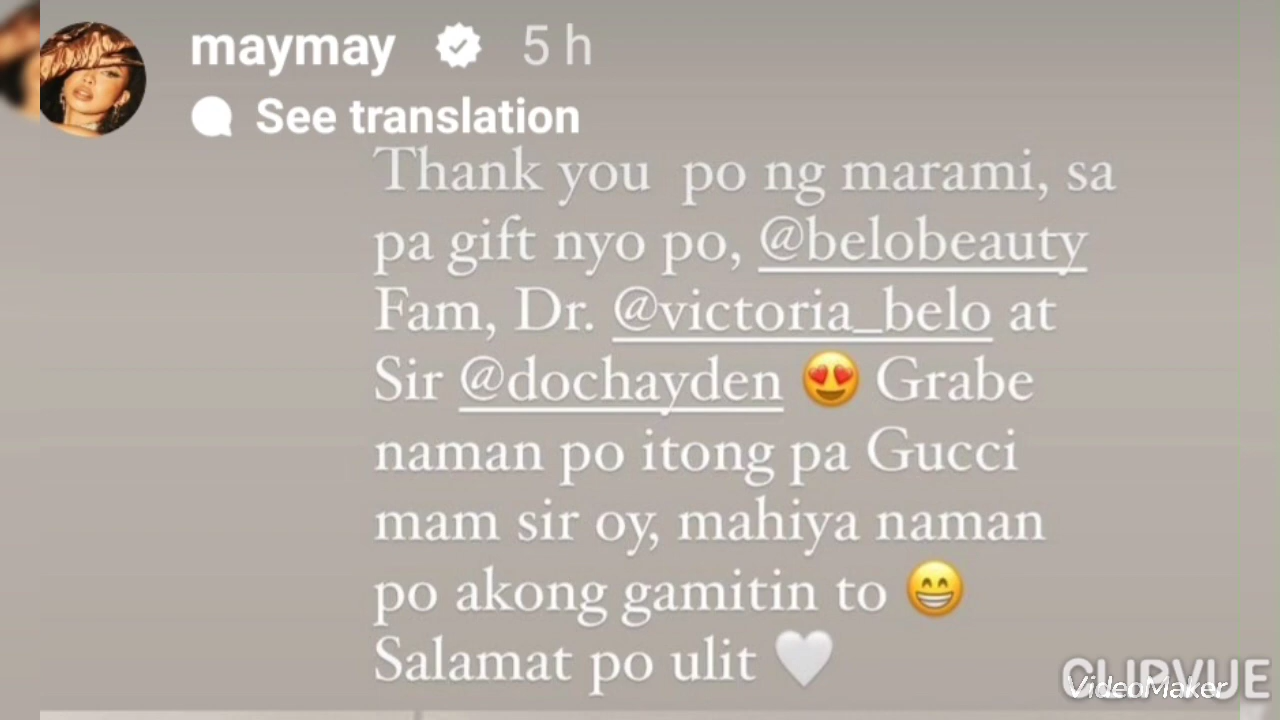 maymay 5 h
See translation
Thank you po ng marami, sa
pa gift nyo po, @belobeauty
Fam, Dr. @victoria_belo at
Sir @dochayden 😍 Grabe
naman po itong pa Gucci
mam sir oy, mahiya naman
po akong gamitin to 😁
Salamat po ulit 🤍
CLIPVUE
VideoMaker